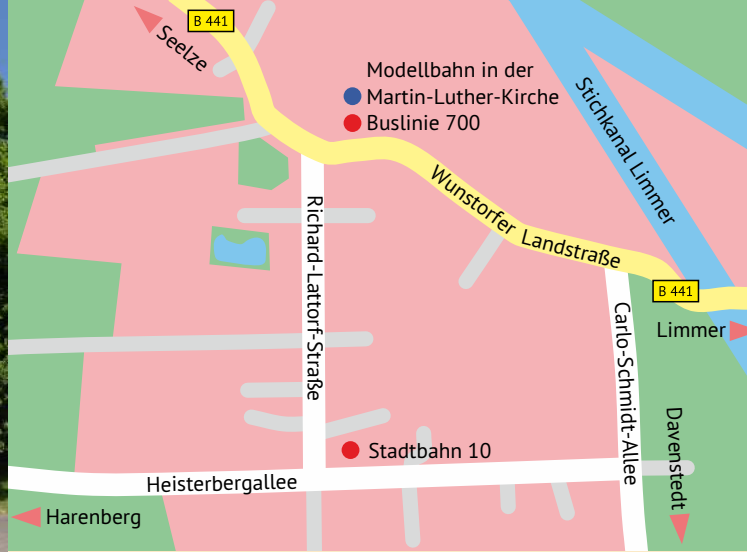 B 441
Seelze
Modellbahn in der
Martin-Luther-Kirche
Buslinie 700
Stichkanal Limmer
Wunstorfer Landstraße
Richard-Lattorf-Straße
B 441
Limmer
Carlo-Schmidt-Allee
Davenstedt
Stadtbahn 10
Heisterbergallee
Harenberg